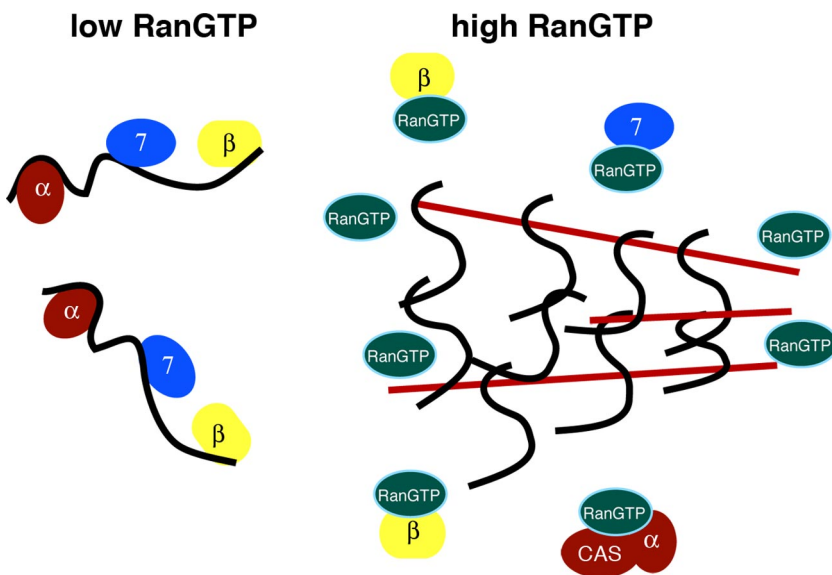 low RanGTP
high RanGTP
α
7
β
α
7
β
β
RanGTP
7
RanGTP
RanGTP
RanGTP
RanGTP
RanGTP
RanGTP
β
RanGTP
CAS
α